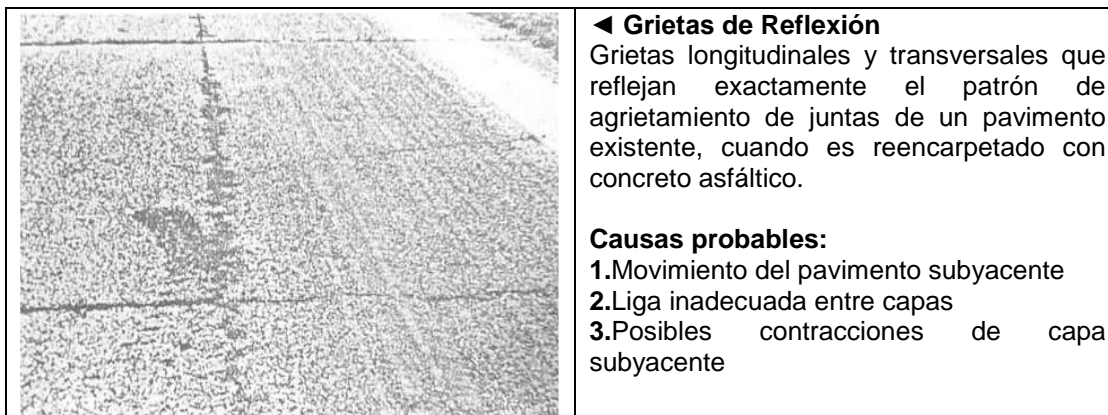 ◄ Grietas de Reflexión
Grietas longitudinales y transversales que
reflejan exactamente el patrón de
agrietamiento de juntas de un pavimento
existente, cuando es reencarpetado con
concreto asfáltico.
Causas probables:
1.Movimiento del pavimento subyacente
2.Liga inadecuada entre capas
3.Posibles contracciones de capa
subyacente